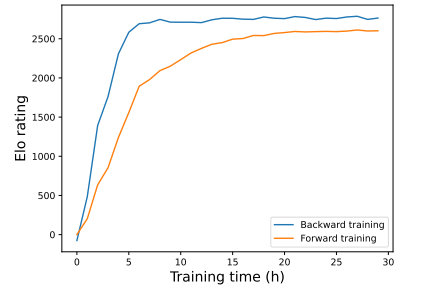 Elo rating
2500
2000
1500
1000
500
0
0 5 10 15 20 25 30
Training time (h)
Backward training
Forward training